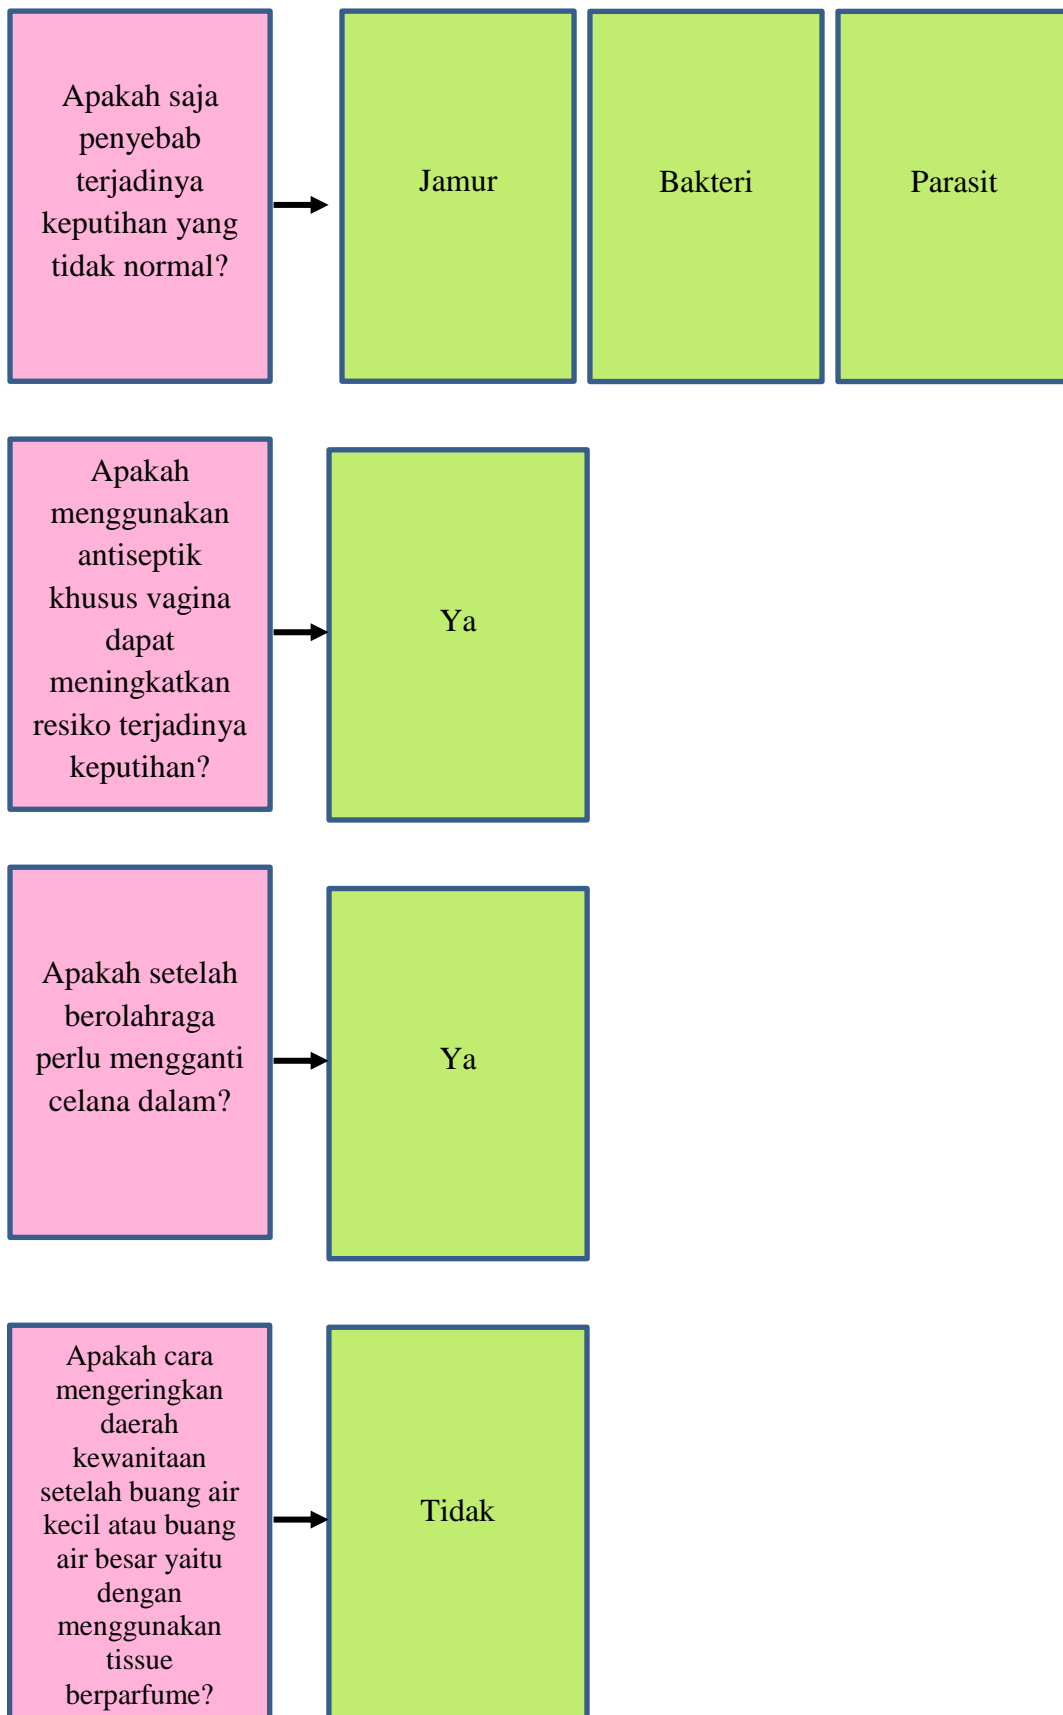 Apakah saja
penyebab
terjadinya
keputihan yang
tidak normal?
Jamur
Bakteri
Parasit
Apakah
menggunakan
antiseptik
khusus vagina
dapat
meningkatkan
resiko terjadinya
keputihan?
Ya
Apakah setelah
berolahraga
perlu mengganti
celana dalam?
Ya
Apakah cara
mengeringkan
daerah
kewanitaan
setelah buang air
kecil atau buang
air besar yaitu
dengan
menggunakan
tissue
berparfume?
Tidak